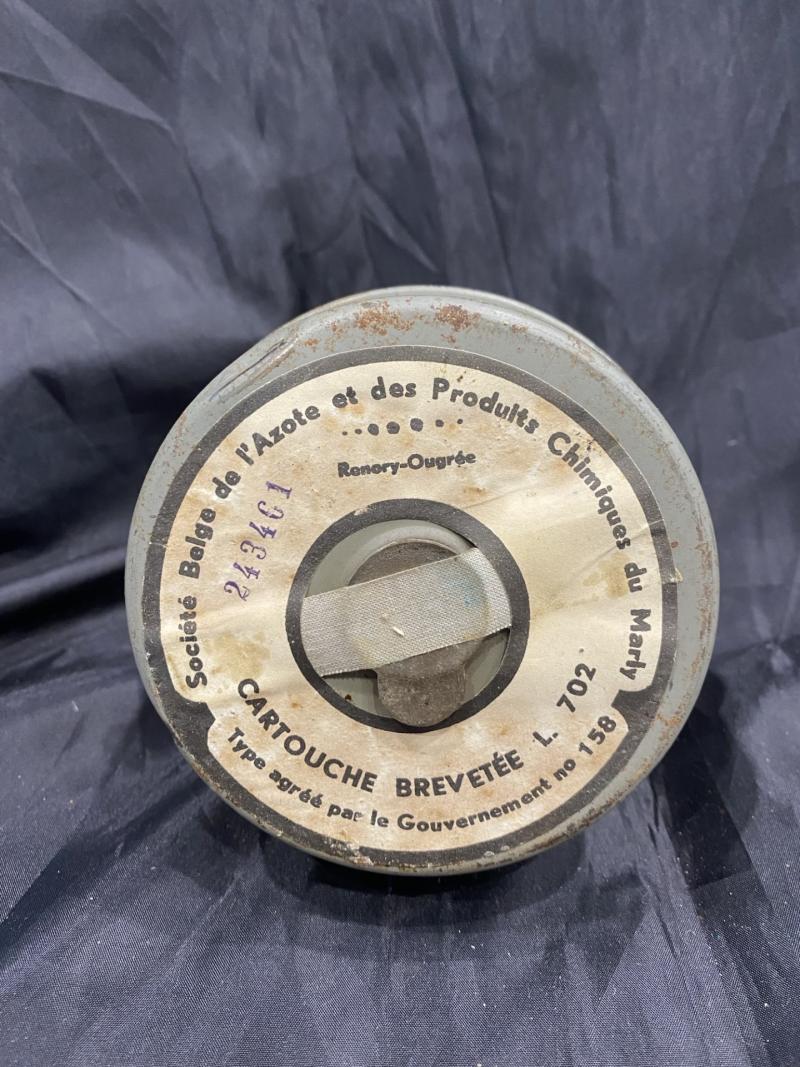 Société Belge de l'Azote et des Produits Chimiques du Marly
Renory-Ougrée
243461
CARTOUCHE BREVETÉE L. 702
Type agréé par le Gouvernement no 158